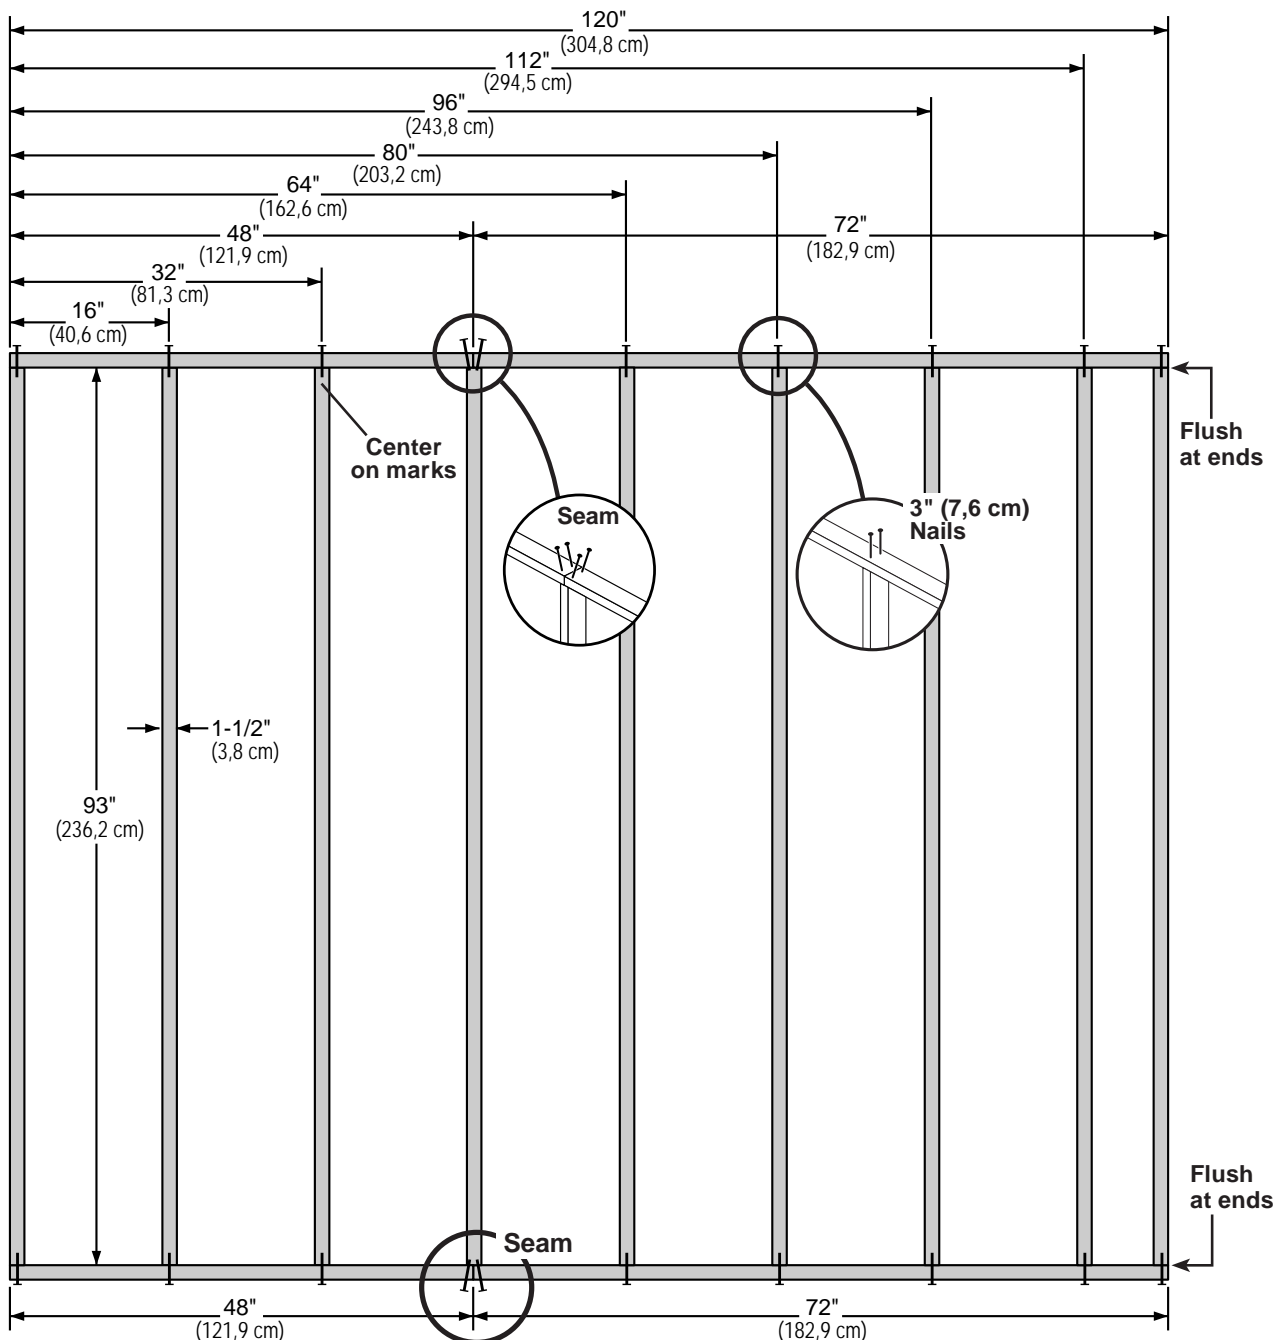 120"
(304,8 cm)
112"
(294,5 cm)
96"
(243,8 cm)
80"
(203,2 cm)
64"
(162,6 cm)
48"
(121,9 cm)
72"
(182,9 cm)
32"
(81,3 cm)
16"
(40,6 cm)
Center
on marks
Flush
at ends
Seam
3" (7,6 cm)
Nails
1-1/2"
(3,8 cm)
93"
(236,2 cm)
Flush
at ends
Seam
48"
(121,9 cm)
72"
(182,9 cm)